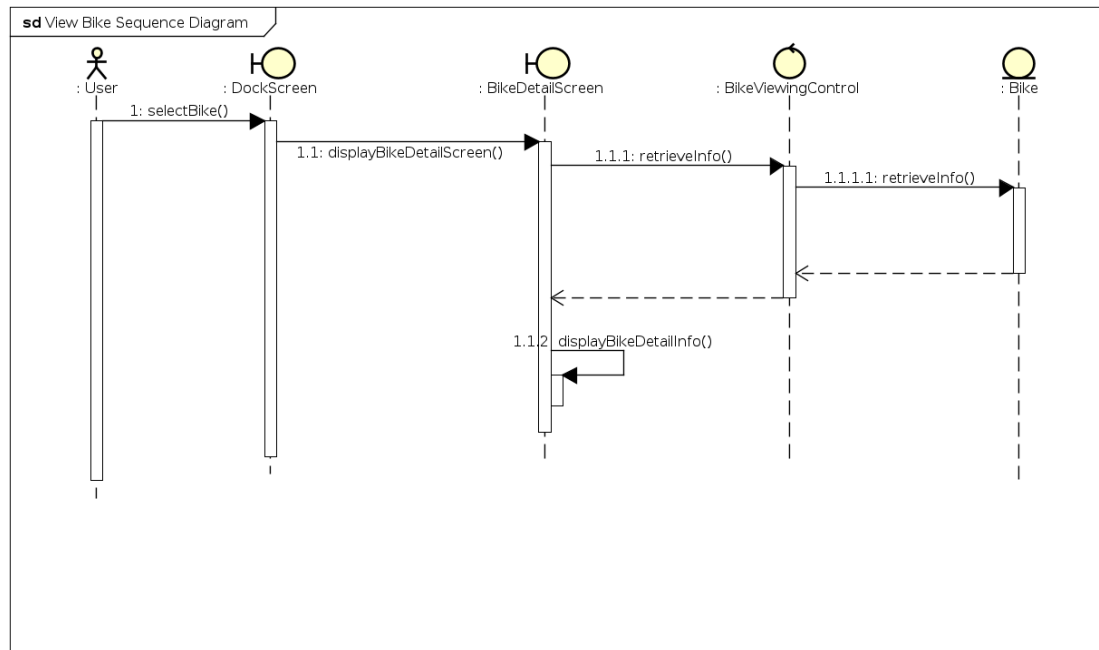 sd View Bike Sequence Diagram
: User
: DockScreen
: BikeDetailScreen
: BikeViewingControl
: Bike
1: selectBike()
1.1: displayBikeDetailScreen()
1.1.1: retrieveInfo()
1.1.1.1: retrieveInfo()
1.1.2 displayBikeDetailInfo()